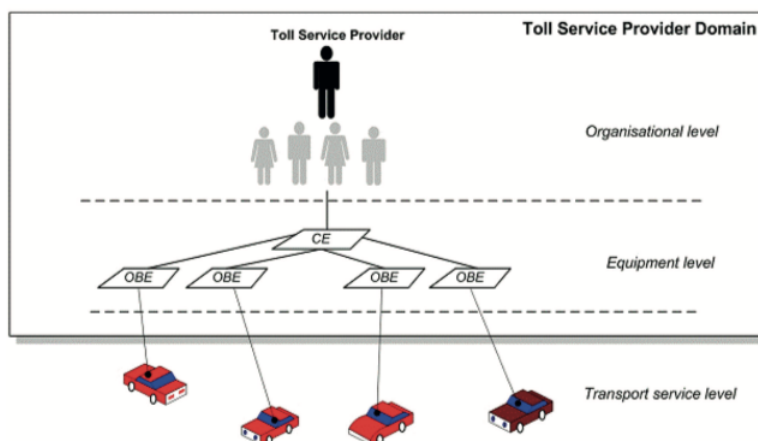 Toll Service Provider Domain
Toll Service Provider
Organisational level
CE
OBE OBE OBE OBE
Equipment level
Transport service level